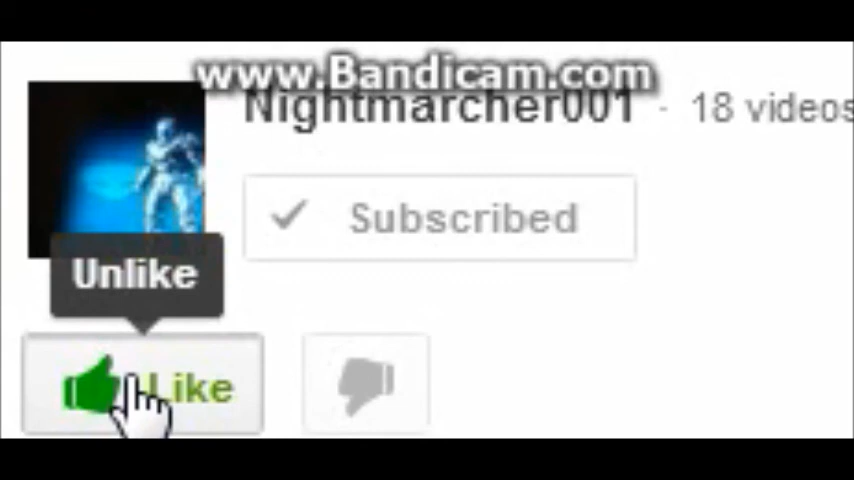 www.Bandicam.com
Nightmarcher001 · 18 videos
Subscribed
Unlike
Like